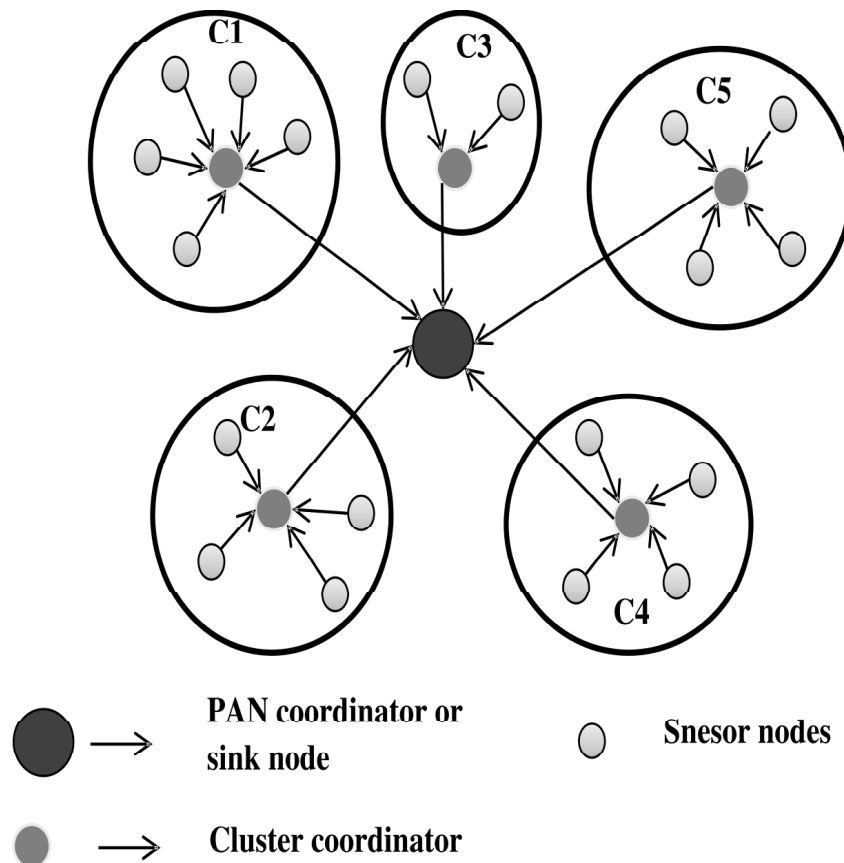 C1
C3
C5
C2
C4
PAN coordinator or
sink node
Snesor nodes
Cluster coordinator